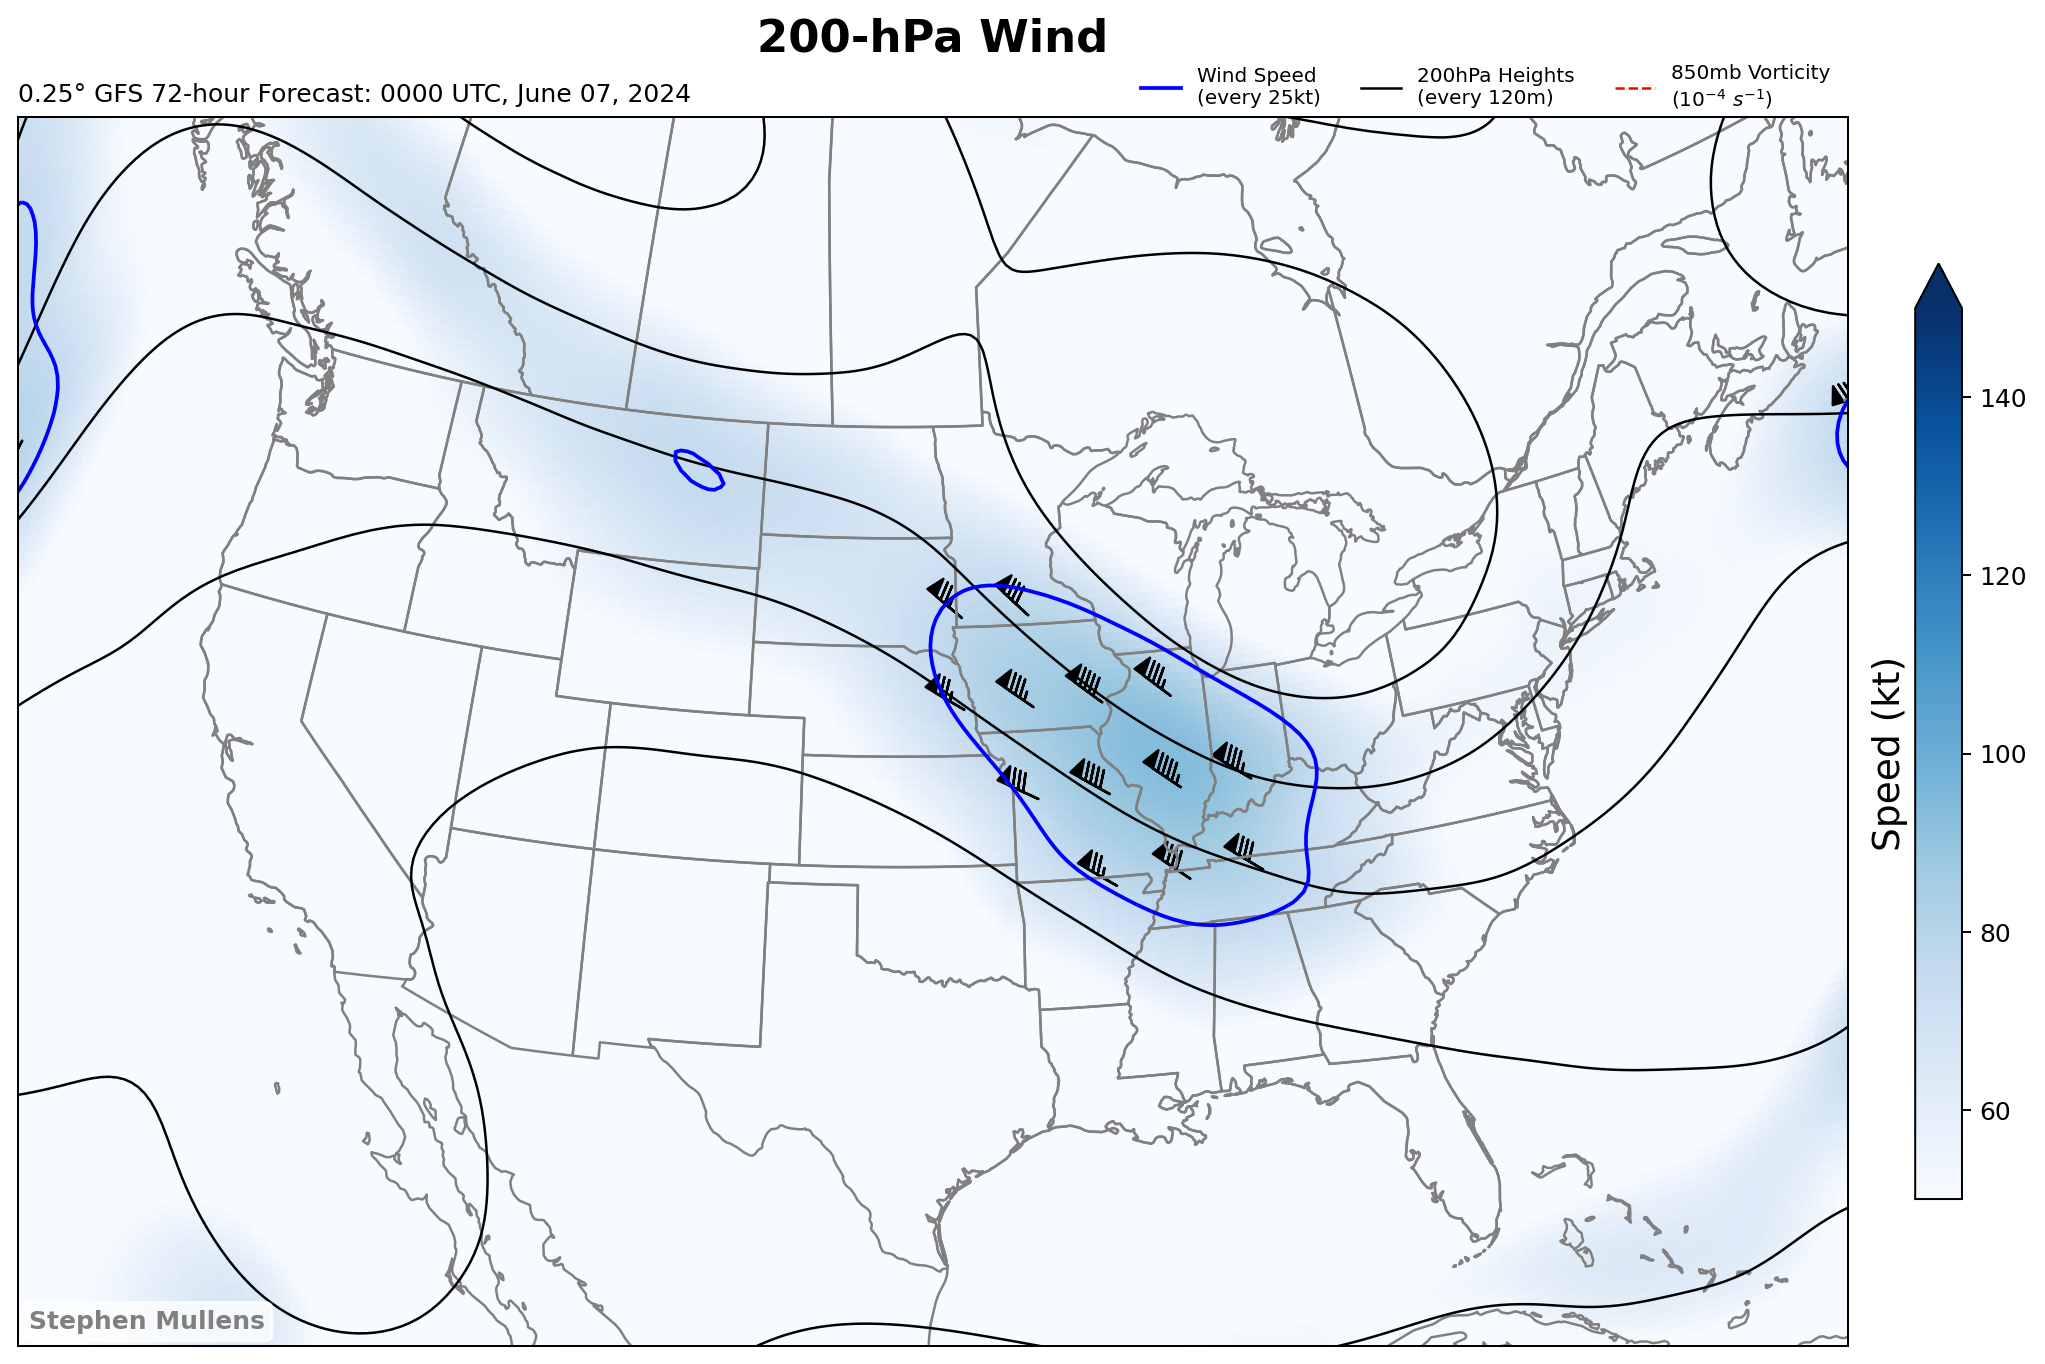 200-hPa Wind
0.25° GFS 72-hour Forecast: 0000 UTC, June 07, 2024
Wind Speed
(every 25kt)
200hPa Heights
(every 120m)
850mb Vorticity
(10⁻⁴ s⁻¹)
140
120
100
80
60
Speed (kt)
Stephen Mullens